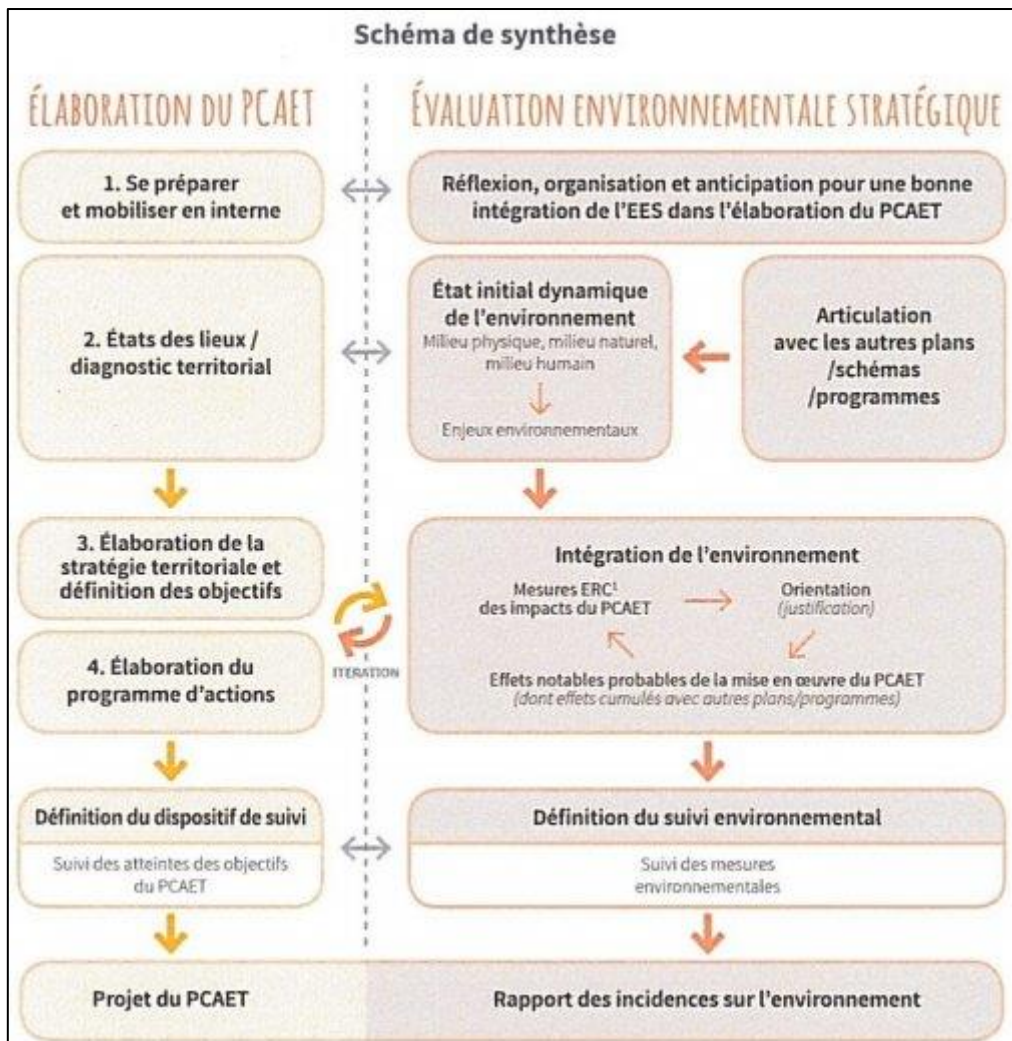 Schéma de synthèse
ÉLABORATION DU PCAET
ÉVALUATION ENVIRONNEMENTALE STRATÉGIQUE
1. Se préparer
et mobiliser en interne
Réflexion, organisation et anticipation pour une bonne
intégration de l'EES dans l'élaboration du PCAET
2. États des lieux /
diagnostic territorial
État initial dynamique
de l'environnement
Milieu physique, milieu naturel,
milieu humain
Enjeux environnementaux
Articulation
avec les autres plans
/schémas
/programmes
3. Élaboration de la
stratégie territoriale et
définition des objectifs
4. Élaboration du
programme d'actions
ITERATION
Intégration de l'environnement
Mesures ERC¹
des impacts du PCAET
Orientation
(justification)
Effets notables probables de la mise en œuvre du PCAET
(dont effets cumulés avec autres plans/programmes)
Définition du dispositif de suivi
Suivi des atteintes des objectifs
du PCAET
Définition du suivi environnemental
Suivi des mesures
environnementales
Projet du PCAET
Rapport des incidences sur l'environnement